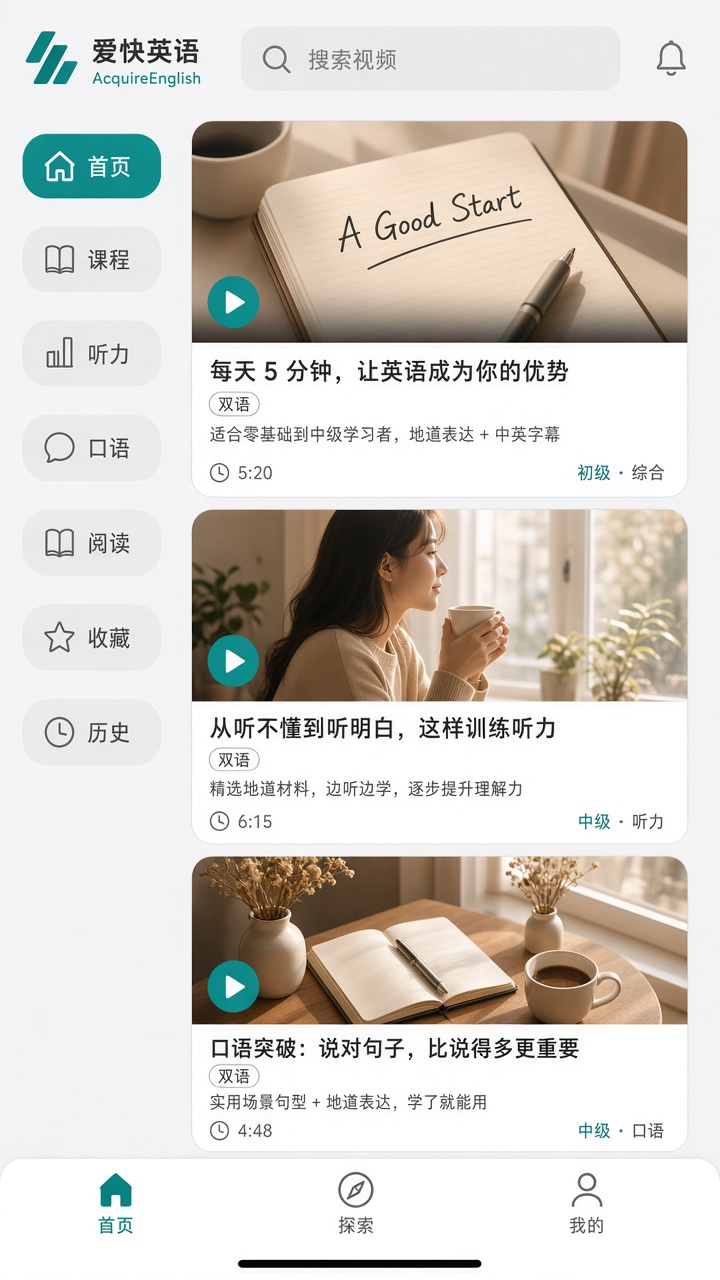 爱快英语
AcquireEnglish
搜索视频
首页
课程
听力
口语
阅读
收藏
历史
A Good Start
每天 5 分钟，让英语成为你的优势
双语
适合零基础到中级学习者，地道表达 + 中英字幕
5:20
初级 · 综合
从听不懂到听明白，这样训练听力
双语
精选地道材料，边听边学，逐步提升理解力
6:15
中级 · 听力
口语突破：说对句子，比说得多更重要
双语
实用场景句型 + 地道表达，学了就能用
4:48
中级 · 口语
首页
探索
我的